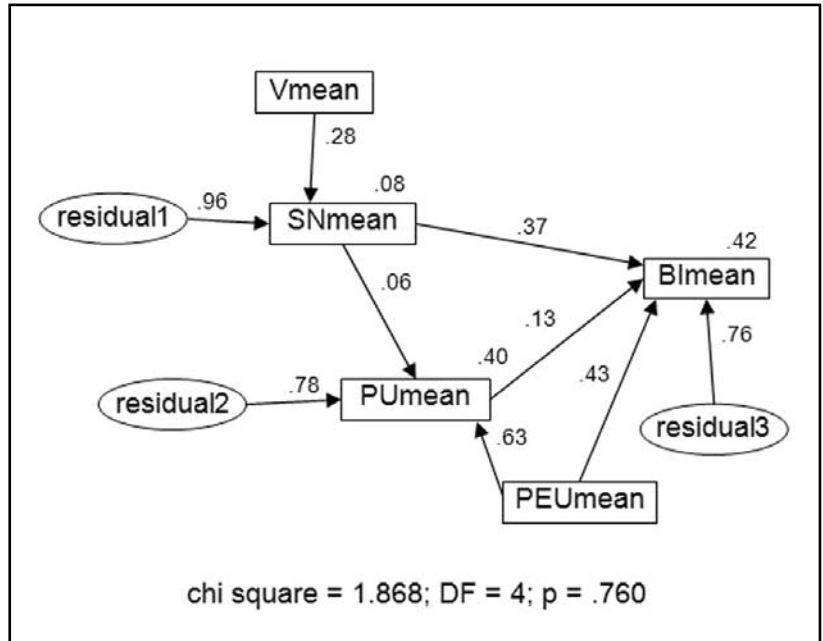 Vmean
.28
.96
.08
residual1
SNmean
.37
.42
BImean
.06
.13
.76
.40
.78
.43
residual2
PUmean
.63
residual3
PEUmean
chi square = 1.868; DF = 4; p = .760